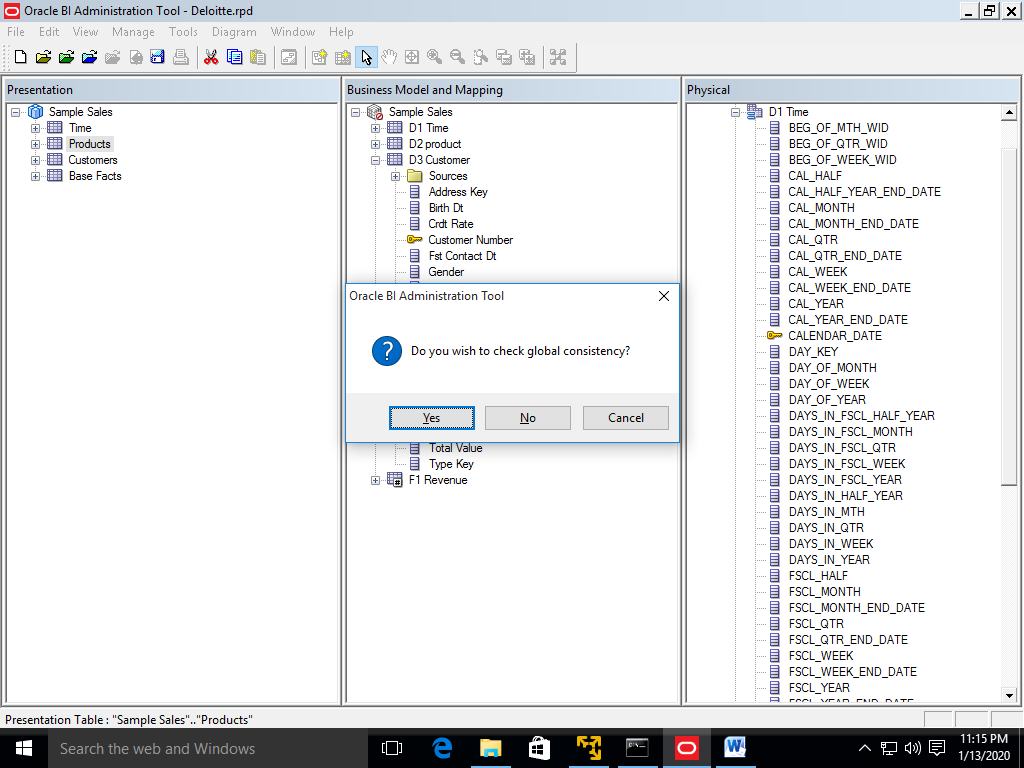 Oracle BI Administration Tool - Deloitte.rpd
File Edit View Manage Tools Diagram Window Help
Presentation
Sample Sales
Time
Products
Customers
Base Facts
Business Model and Mapping
Sample Sales
D1 Time
D2 product
D3 Customer
Sources
Address Key
Birth Dt
Crdt Rate
Customer Number
Fst Contact Dt
Gender
Oracle BI Administration Tool
Do you wish to check global consistency?
Yes
No
Cancel
Total Value
Type Key
F1 Revenue
Physical
D1 Time
BEG_OF_MTH_WID
BEG_OF_QTR_WID
BEG_OF_WEEK_WID
CAL_HALF
CAL_HALF_YEAR_END_DATE
CAL_MONTH
CAL_MONTH_END_DATE
CAL_QTR
CAL_QTR_END_DATE
CAL_WEEK
CAL_WEEK_END_DATE
CAL_YEAR
CAL_YEAR_END_DATE
CALENDAR_DATE
DAY_KEY
DAY_OF_MONTH
DAY_OF_WEEK
DAY_OF_YEAR
DAYS_IN_FSCL_HALF_YEAR
DAYS_IN_FSCL_MONTH
DAYS_IN_FSCL_QTR
DAYS_IN_FSCL_WEEK
DAYS_IN_FSCL_YEAR
DAYS_IN_HALF_YEAR
DAYS_IN_MTH
DAYS_IN_QTR
DAYS_IN_WEEK
DAYS_IN_YEAR
FSCL_HALF
FSCL_MONTH
FSCL_MONTH_END_DATE
FSCL_QTR
FSCL_QTR_END_DATE
FSCL_WEEK
FSCL_WEEK_END_DATE
FSCL_YEAR
FSCL_YEAR_END_DATE
Presentation Table : "Sample Sales".."Products"
Search the web and Windows
11:15 PM
1/13/2020